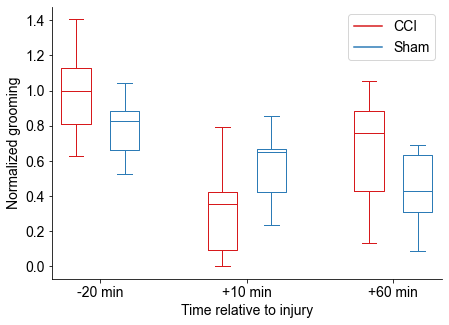 CCI
Sham
Normalized grooming
1.4
1.2
1.0
0.8
0.6
0.4
0.2
0.0
-20 min
+10 min
+60 min
Time relative to injury